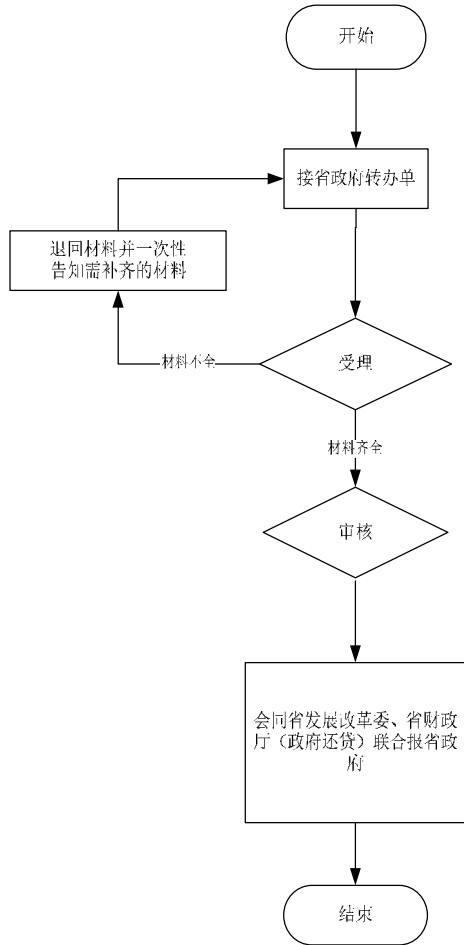 开始
接省政府转办单
退回材料并一次性
告知需补齐的材料
材料不全
受理
材料齐全
审核
会同省发展改革委、省财政
厅（政府还贷）联合报省政
府
结束